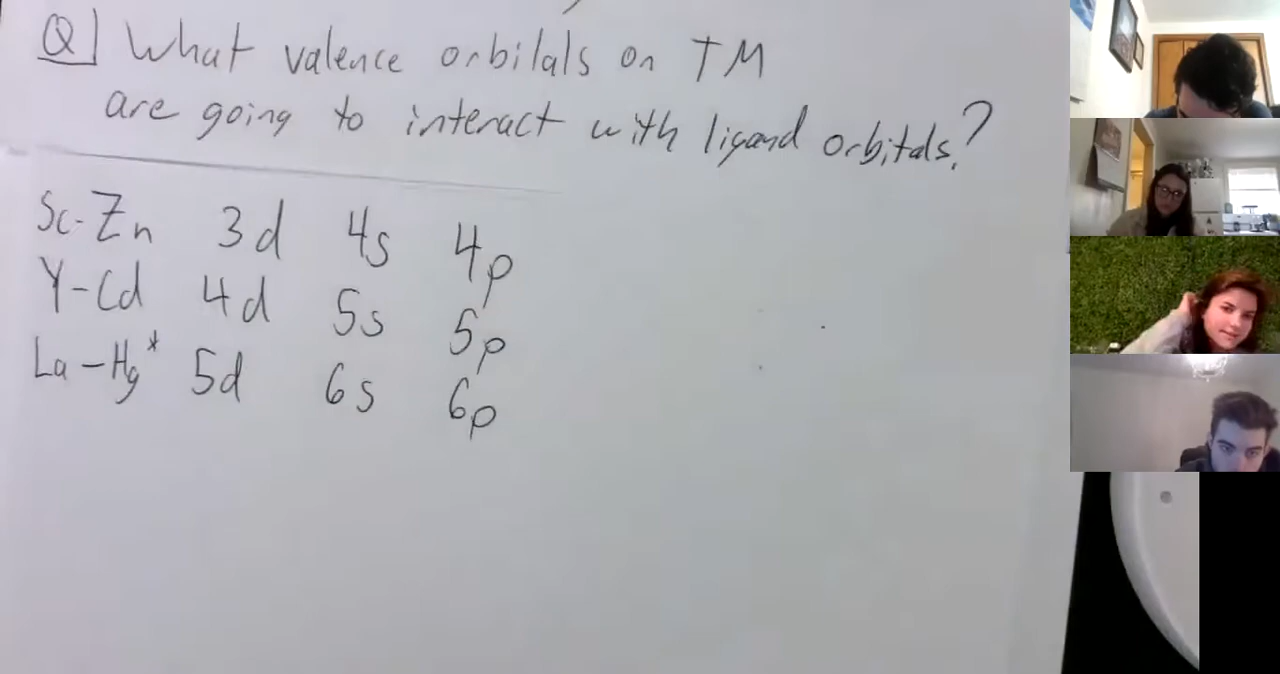 Q] What valence orbitals on TM
are going to interact with ligand orbitals?
Sc-Zn 3d 4s 4p
Y-Cd 4d 5s 5p
La-Hg* 5d 6s 6p